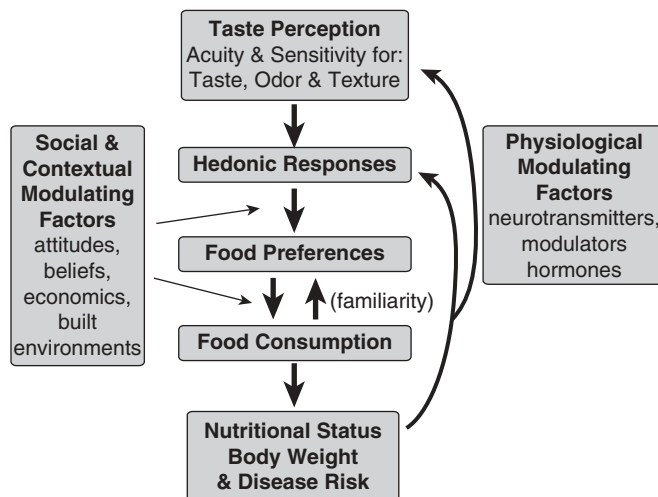 Taste Perception
Acuity & Sensitivity for:
Taste, Odor & Texture
Social &
Contextual
Modulating
Factors
attitudes,
beliefs,
economics,
built
environments
Hedonic Responses
Food Preferences
(familiarity)
Food Consumption
Nutritional Status
Body Weight
& Disease Risk
Physiological
Modulating
Factors
neurotransmitters,
modulators
hormones